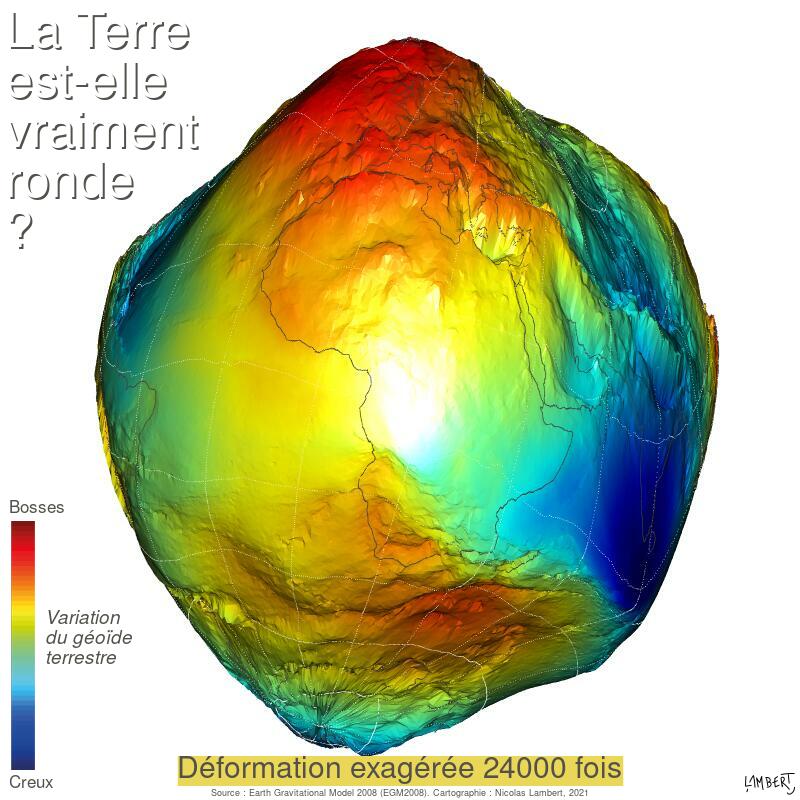 La Terre
est-elle
vraiment
ronde
?
Bosses
Variation
du géoïde
terrestre
Creux
Déformation exagérée 24000 fois
Source : Earth Gravitational Model 2008 (EGM2008). Cartographie : Nicolas Lambert, 2021
LAMBERT